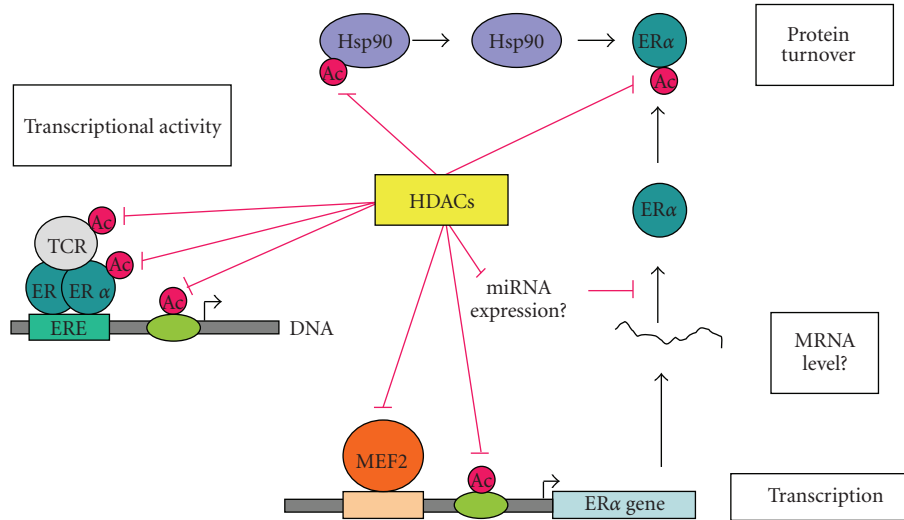 Hsp90
Hsp90
ERα
Ac
Ac
Protein
turnover
Transcriptional activity
HDACs
ERα
Ac
TCR
Ac
ER
ER α
Ac
ERE
DNA
miRNA
expression?
MRNA
level?
MEF2
Ac
ERα gene
Transcription